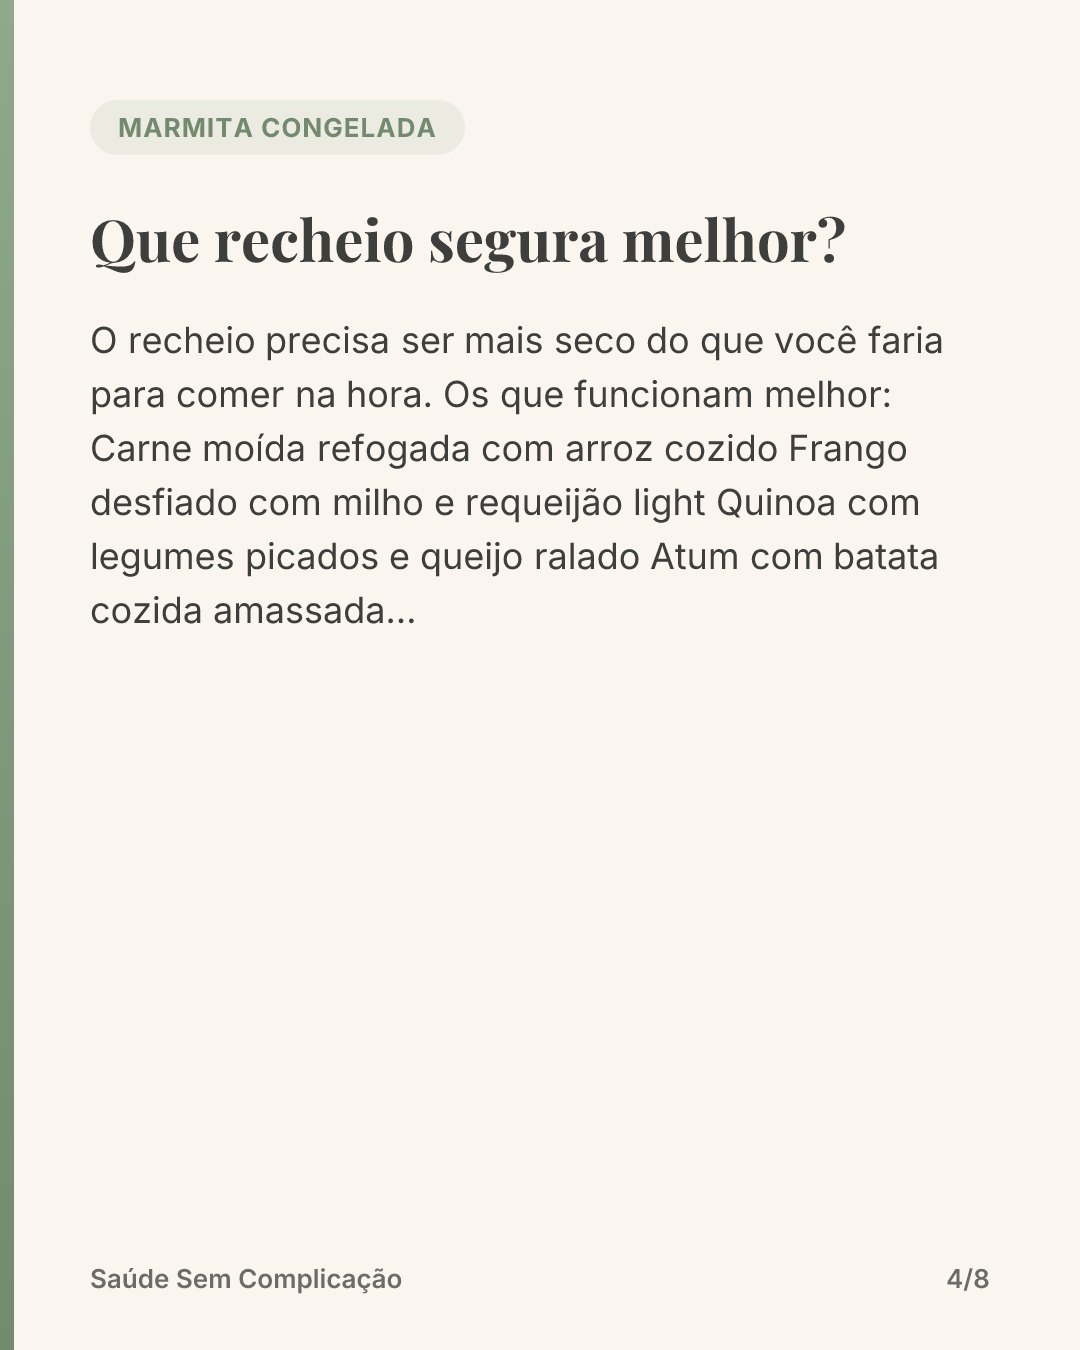 MARMITA CONGELADA
Que recheio segura melhor?
O recheio precisa ser mais seco do que você faria
para comer na hora. Os que funcionam melhor:
Carne moída refogada com arroz cozido Frango
desfiado com milho e requeijão light Quinoa com
legumes picados e queijo ralado Atum com batata
cozida amassada...
Saúde Sem Complicação
4/8